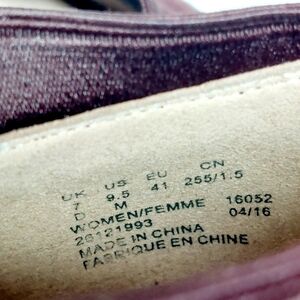 UK US EU CN
7 9.5 41 255/1.5
D M
WOMEN/FEMME 16052
26121993 04/16
MADE IN CHINA
FABRIQUE EN CHINE